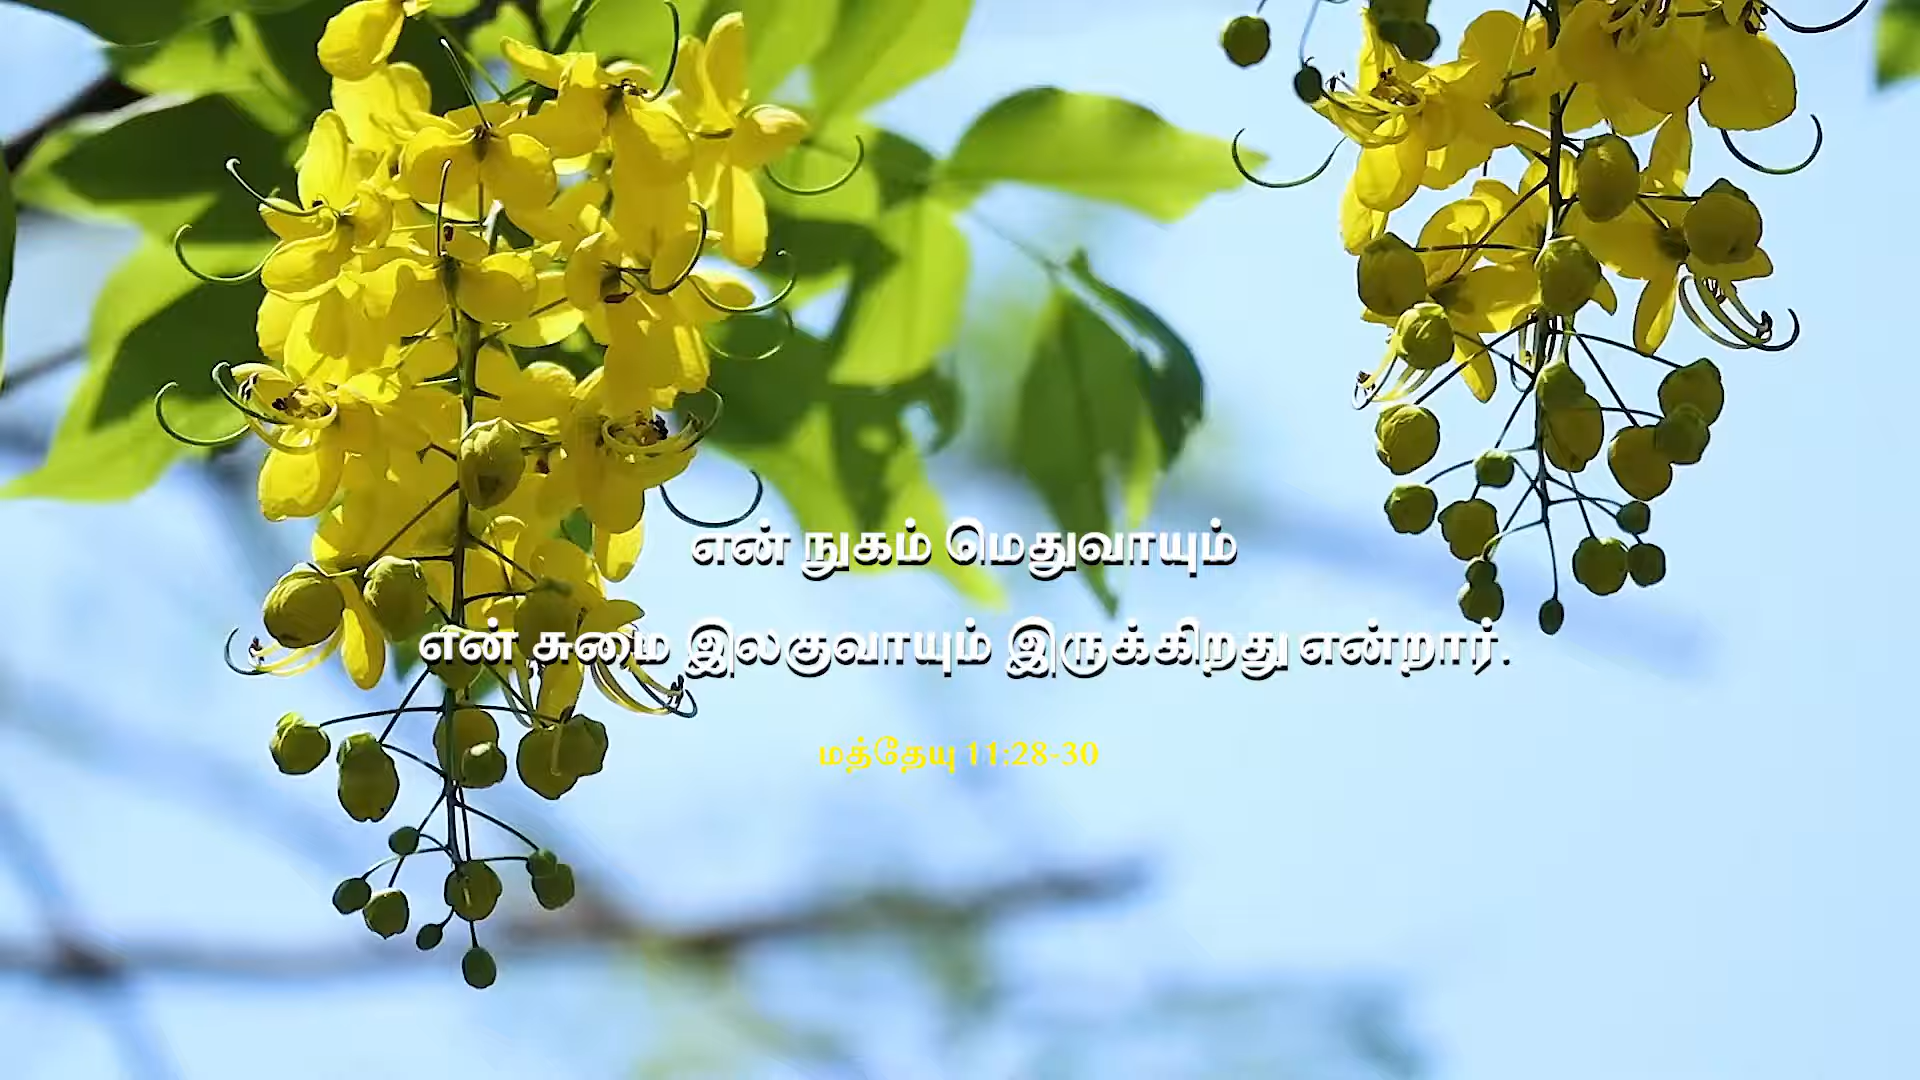 என் நுகம் மெதுவாயும்
என் சுமை இலகுவாயும் இருக்கிறது என்றார்.
மத்தேயு 11:28-30